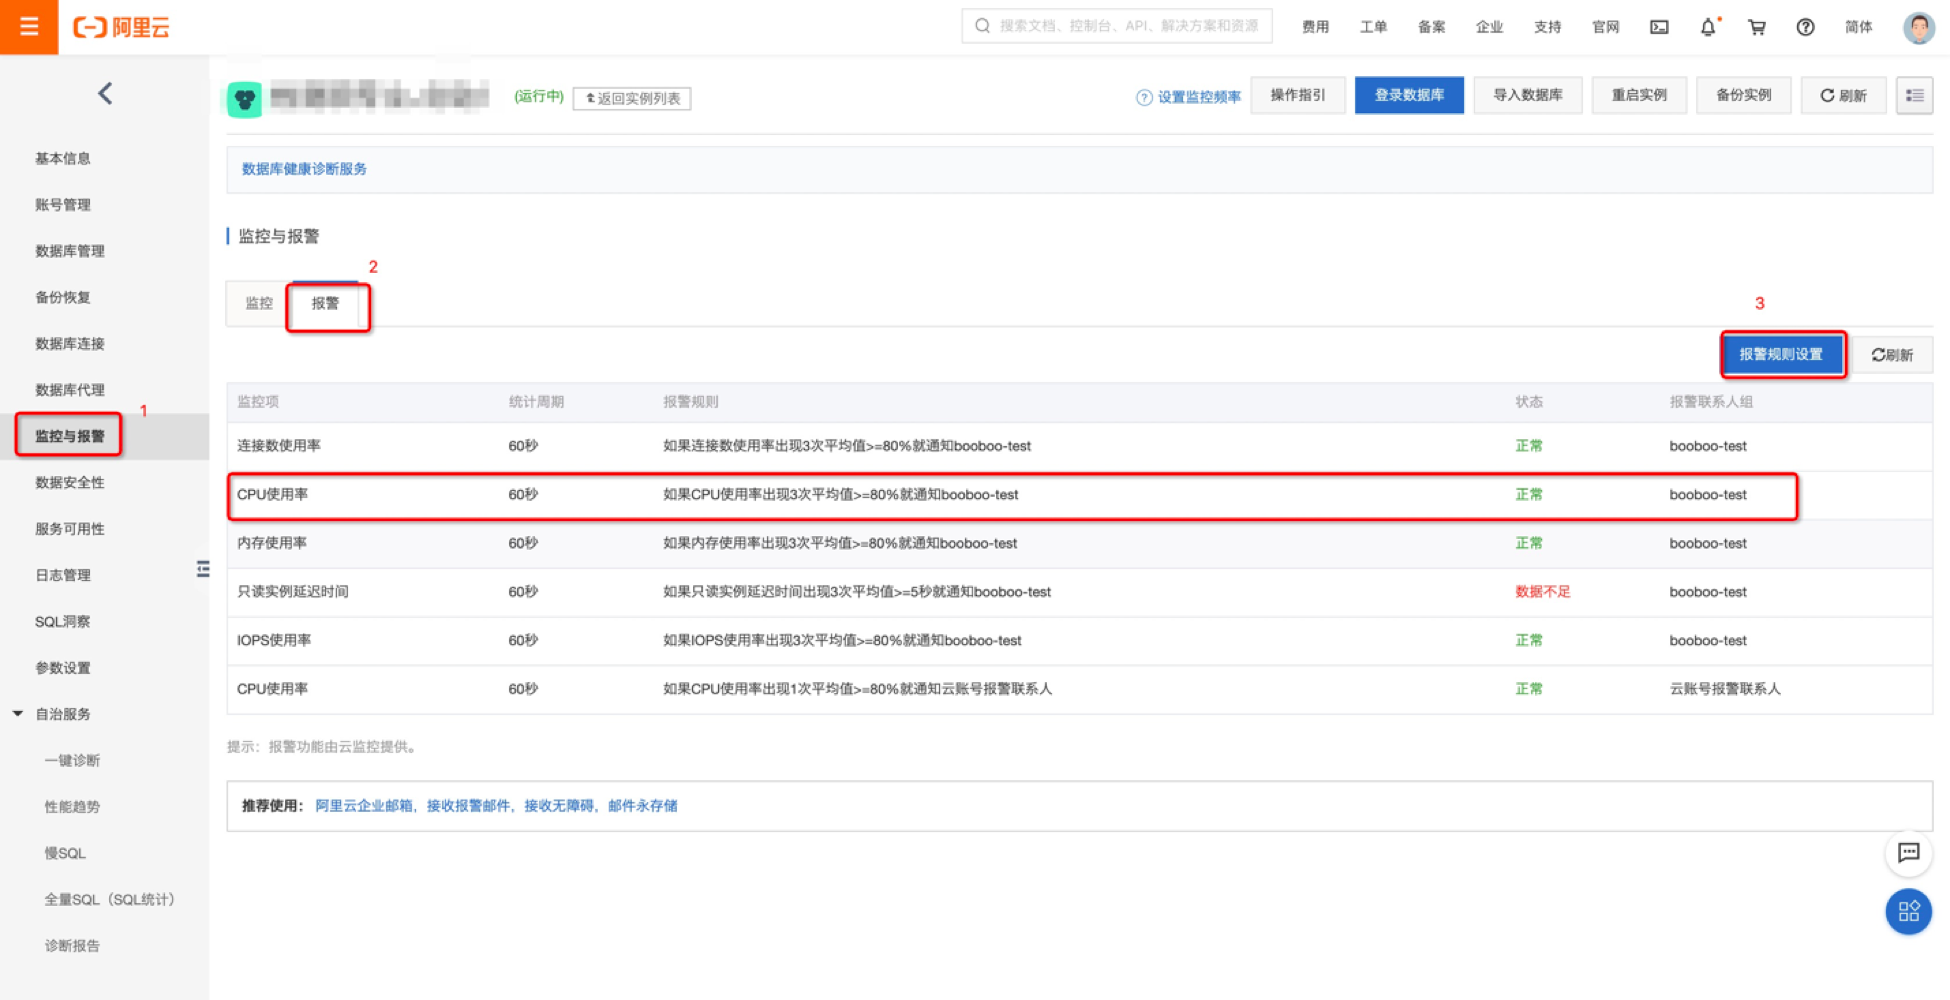 阿里云
搜索文档、控制台、API、解决方案和资源
费用
工单
备案
企业
支持
官网
简体
(运行中)
返回实例列表
设置监控频率
操作指引
登录数据库
导入数据库
重启实例
备份实例
刷新
基本信息
账号管理
数据库管理
备份恢复
数据库连接
数据库代理
监控与报警
1
数据安全性
服务可用性
日志管理
SQL洞察
参数设置
自治服务
一键诊断
性能趋势
慢SQL
全量SQL（SQL统计）
诊断报告
数据库健康诊断服务
监控与报警
2
监控
报警
3
报警规则设置
刷新
监控项 统计周期 报警规则 状态 报警联系人组
连接数使用率 60秒 如果连接数使用率出现3次平均值>=80%就通知booboo-test 正常 booboo-test
CPU使用率 60秒 如果CPU使用率出现3次平均值>=80%就通知booboo-test 正常 booboo-test
内存使用率 60秒 如果内存使用率出现3次平均值>=80%就通知booboo-test 正常 booboo-test
只读实例延迟时间 60秒 如果只读实例延迟时间出现3次平均值>=5秒就通知booboo-test 数据不足 booboo-test
IOPS使用率 60秒 如果IOPS使用率出现3次平均值>=80%就通知booboo-test 正常 booboo-test
CPU使用率 60秒 如果CPU使用率出现1次平均值>=80%就通知云账号报警联系人 正常 云账号报警联系人
提示：报警功能由云监控提供。
推荐使用： 阿里云企业邮箱，接收报警邮件，接收无障碍，邮件永存储